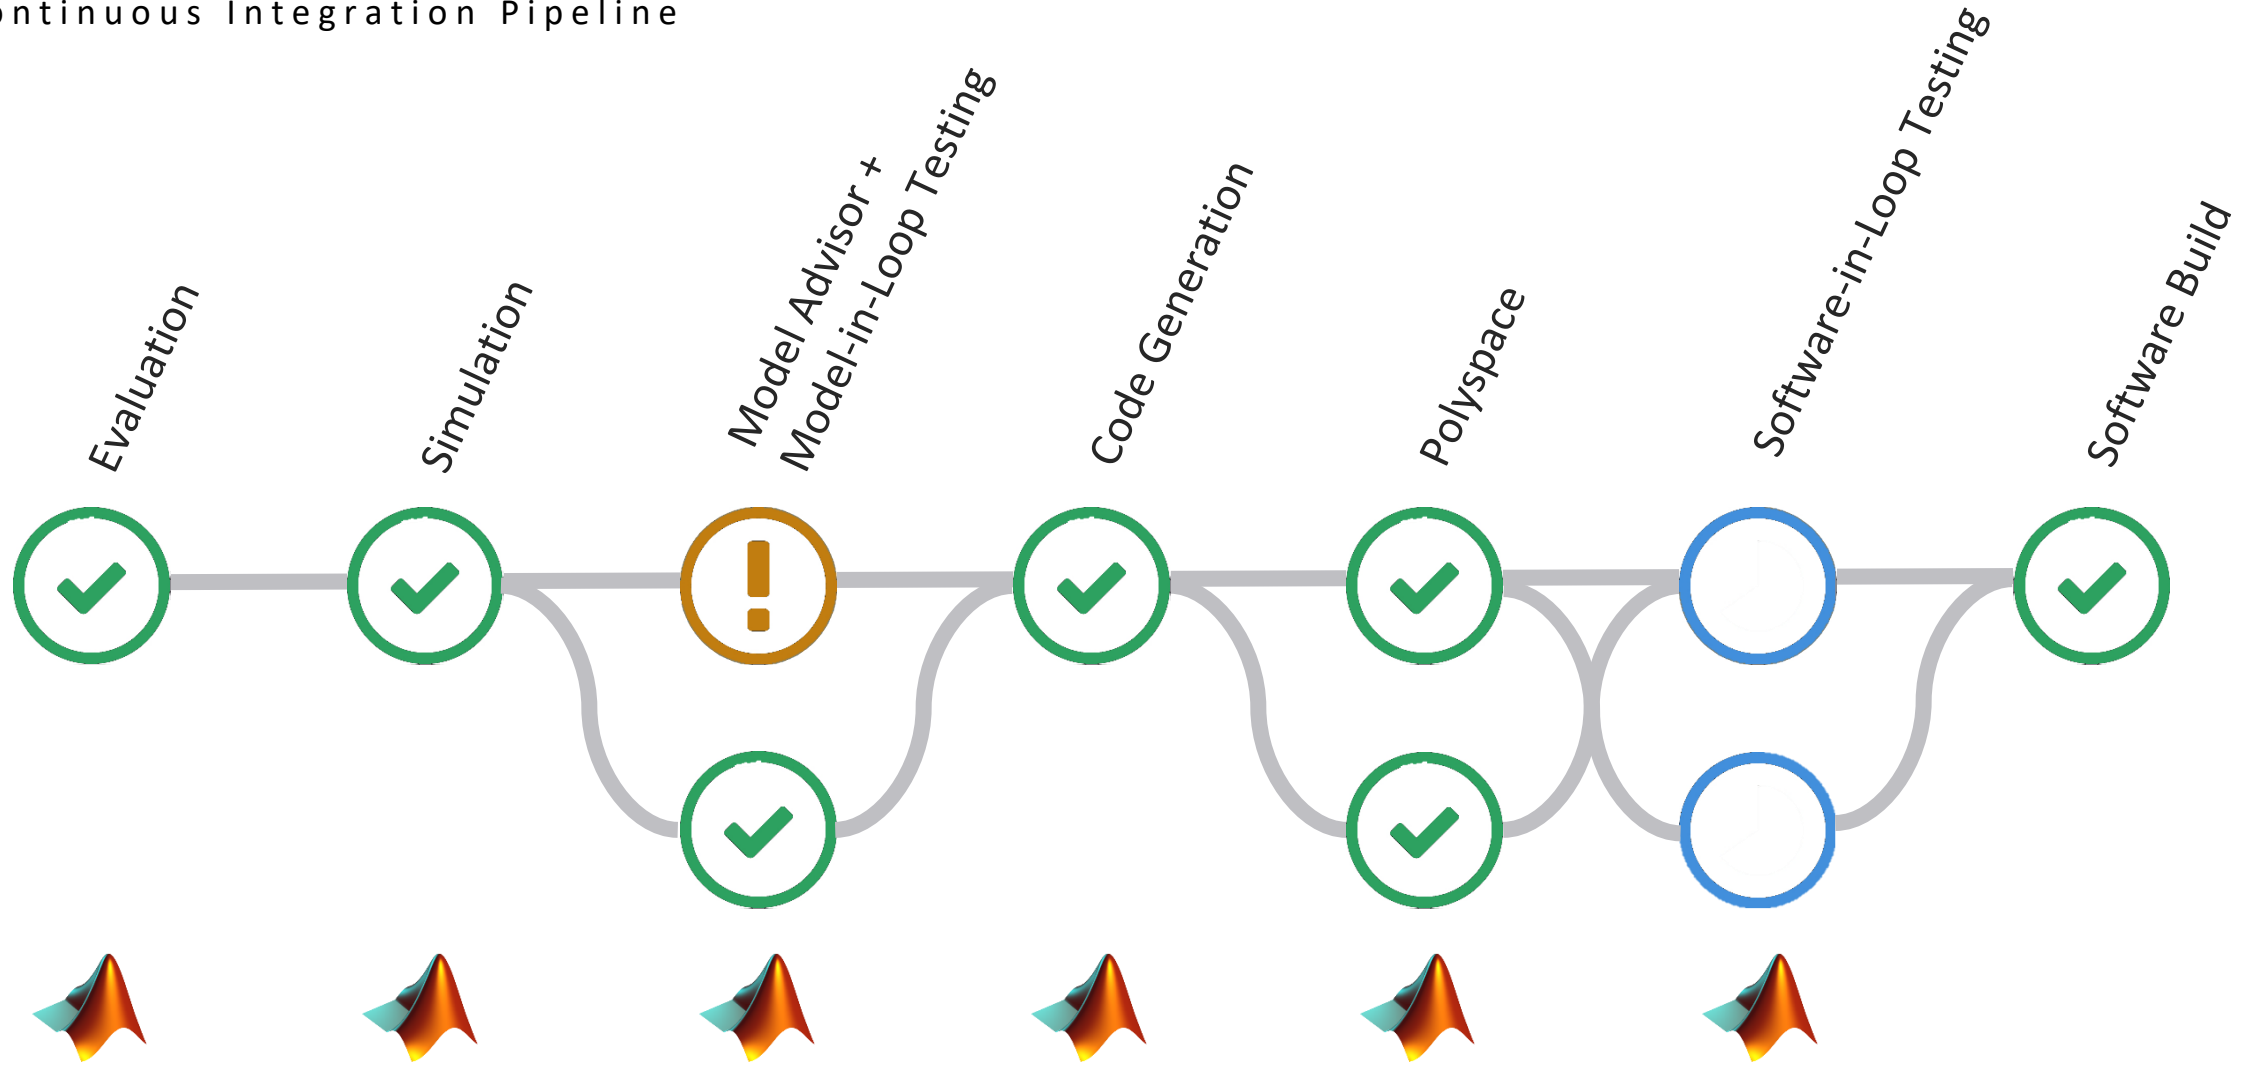 ontinuous Integration Pipeline
Evaluation
Simulation
Model Advisor +
Model-in-Loop Testing
Code Generation
Polyspace
Software-in-Loop Testing
Software Build